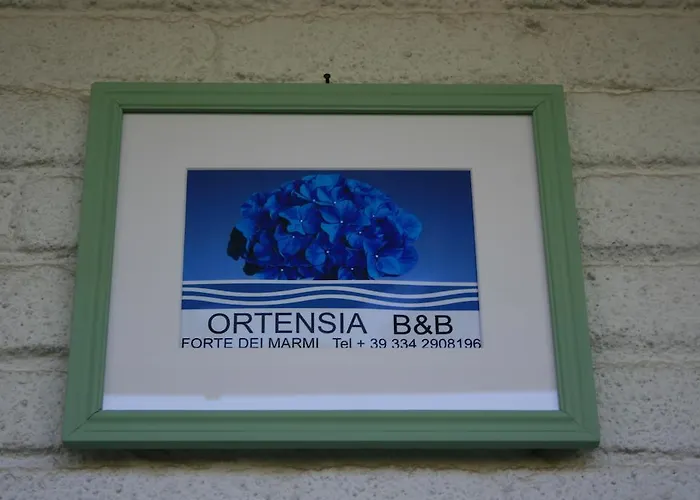 ORTENSIA B&B
FORTE DEI MARMI Tel + 39 334 2908196